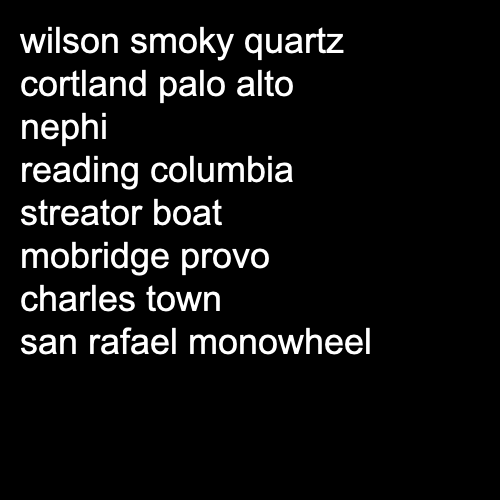 wilson smoky quartz
cortland palo alto
nephi
reading columbia
streator boat
mobridge provo
charles town
san rafael monowheel